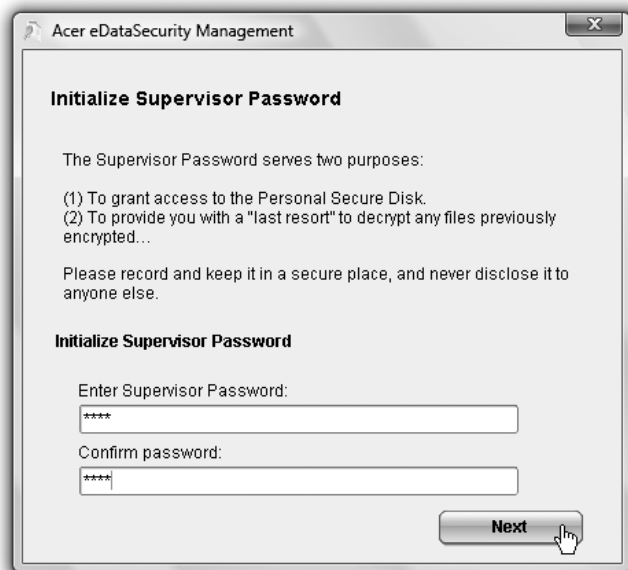 Acer eDataSecurity Management
x
Initialize Supervisor Password
The Supervisor Password serves two purposes:
(1) To grant access to the Personal Secure Disk.
(2) To provide you with a "last resort" to decrypt any files previously
encrypted...
Please record and keep it in a secure place, and never disclose it to
anyone else.
Initialize Supervisor Password
Enter Supervisor Password:
****
Confirm password:
****
Next